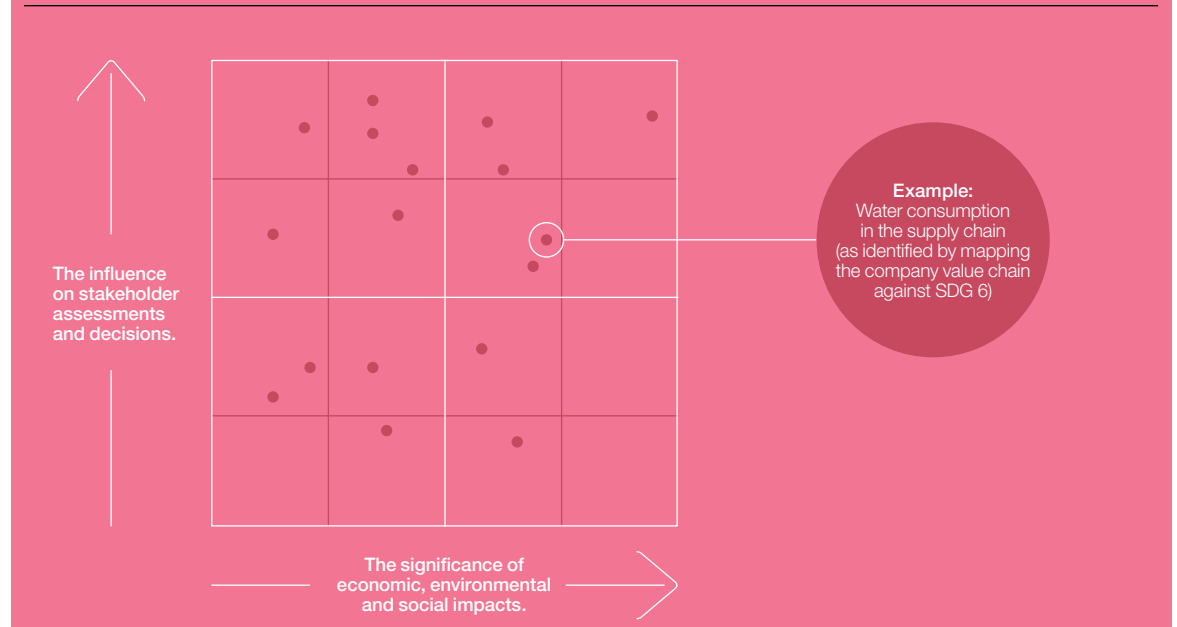 The influence
on stakeholder
assessments
and decisions.
Example:
Water consumption
in the supply chain
(as identified by mapping
the company value chain
against SDG 6)
The significance of
economic, environmental
and social impacts.